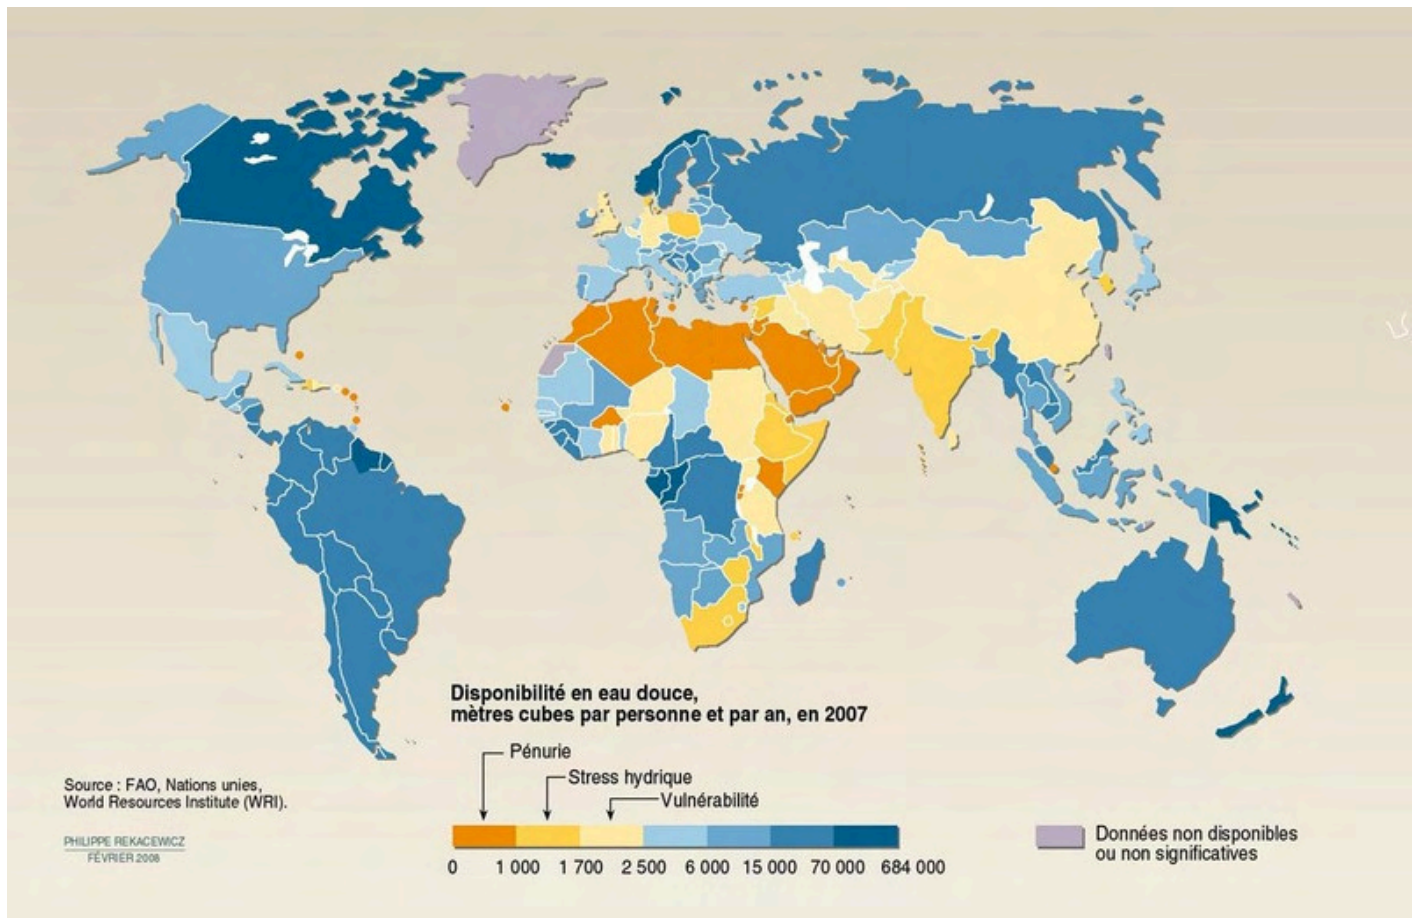 Disponibilité en eau douce,
mètres cubes par personne et par an, en 2007
Pénurie
Stress hydrique
Vulnérabilité
0 1 000 1 700 2 500 6 000 15 000 70 000 684 000
Source : FAO, Nations unies,
World Resources Institute (WRI).
PHILIPPE REKACEWICZ
FÉVRIER 2008
Données non disponibles
ou non significatives